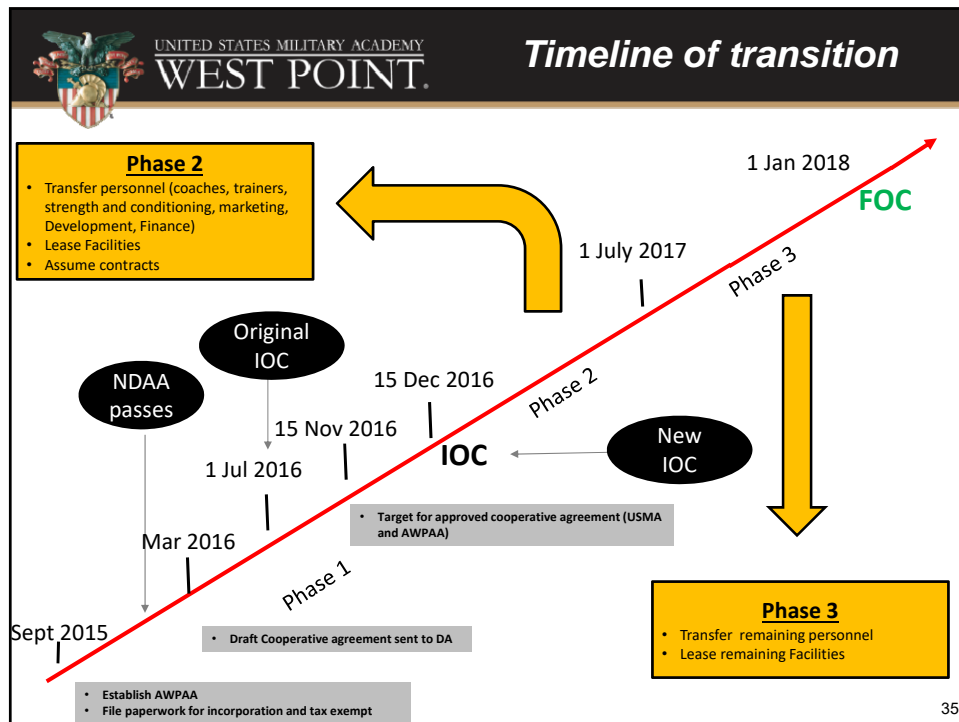 UNITED STATES MILITARY ACADEMY
WEST POINT.
Timeline of transition
Phase 2
• Transfer personnel (coaches, trainers,
strength and conditioning, marketing,
Development, Finance)
• Lease Facilities
• Assume contracts
1 Jan 2018
FOC
1 July 2017
Phase 3
Original
IOC
NDAA
passes
15 Dec 2016
Phase 2
15 Nov 2016
IOC
New
IOC
1 Jul 2016
• Target for approved cooperative agreement (USMA
and AWPAA)
Mar 2016
Phase 1
Phase 3
• Transfer remaining personnel
• Lease remaining Facilities
Sept 2015
• Draft Cooperative agreement sent to DA
• Establish AWPAA
• File paperwork for incorporation and tax exempt
35